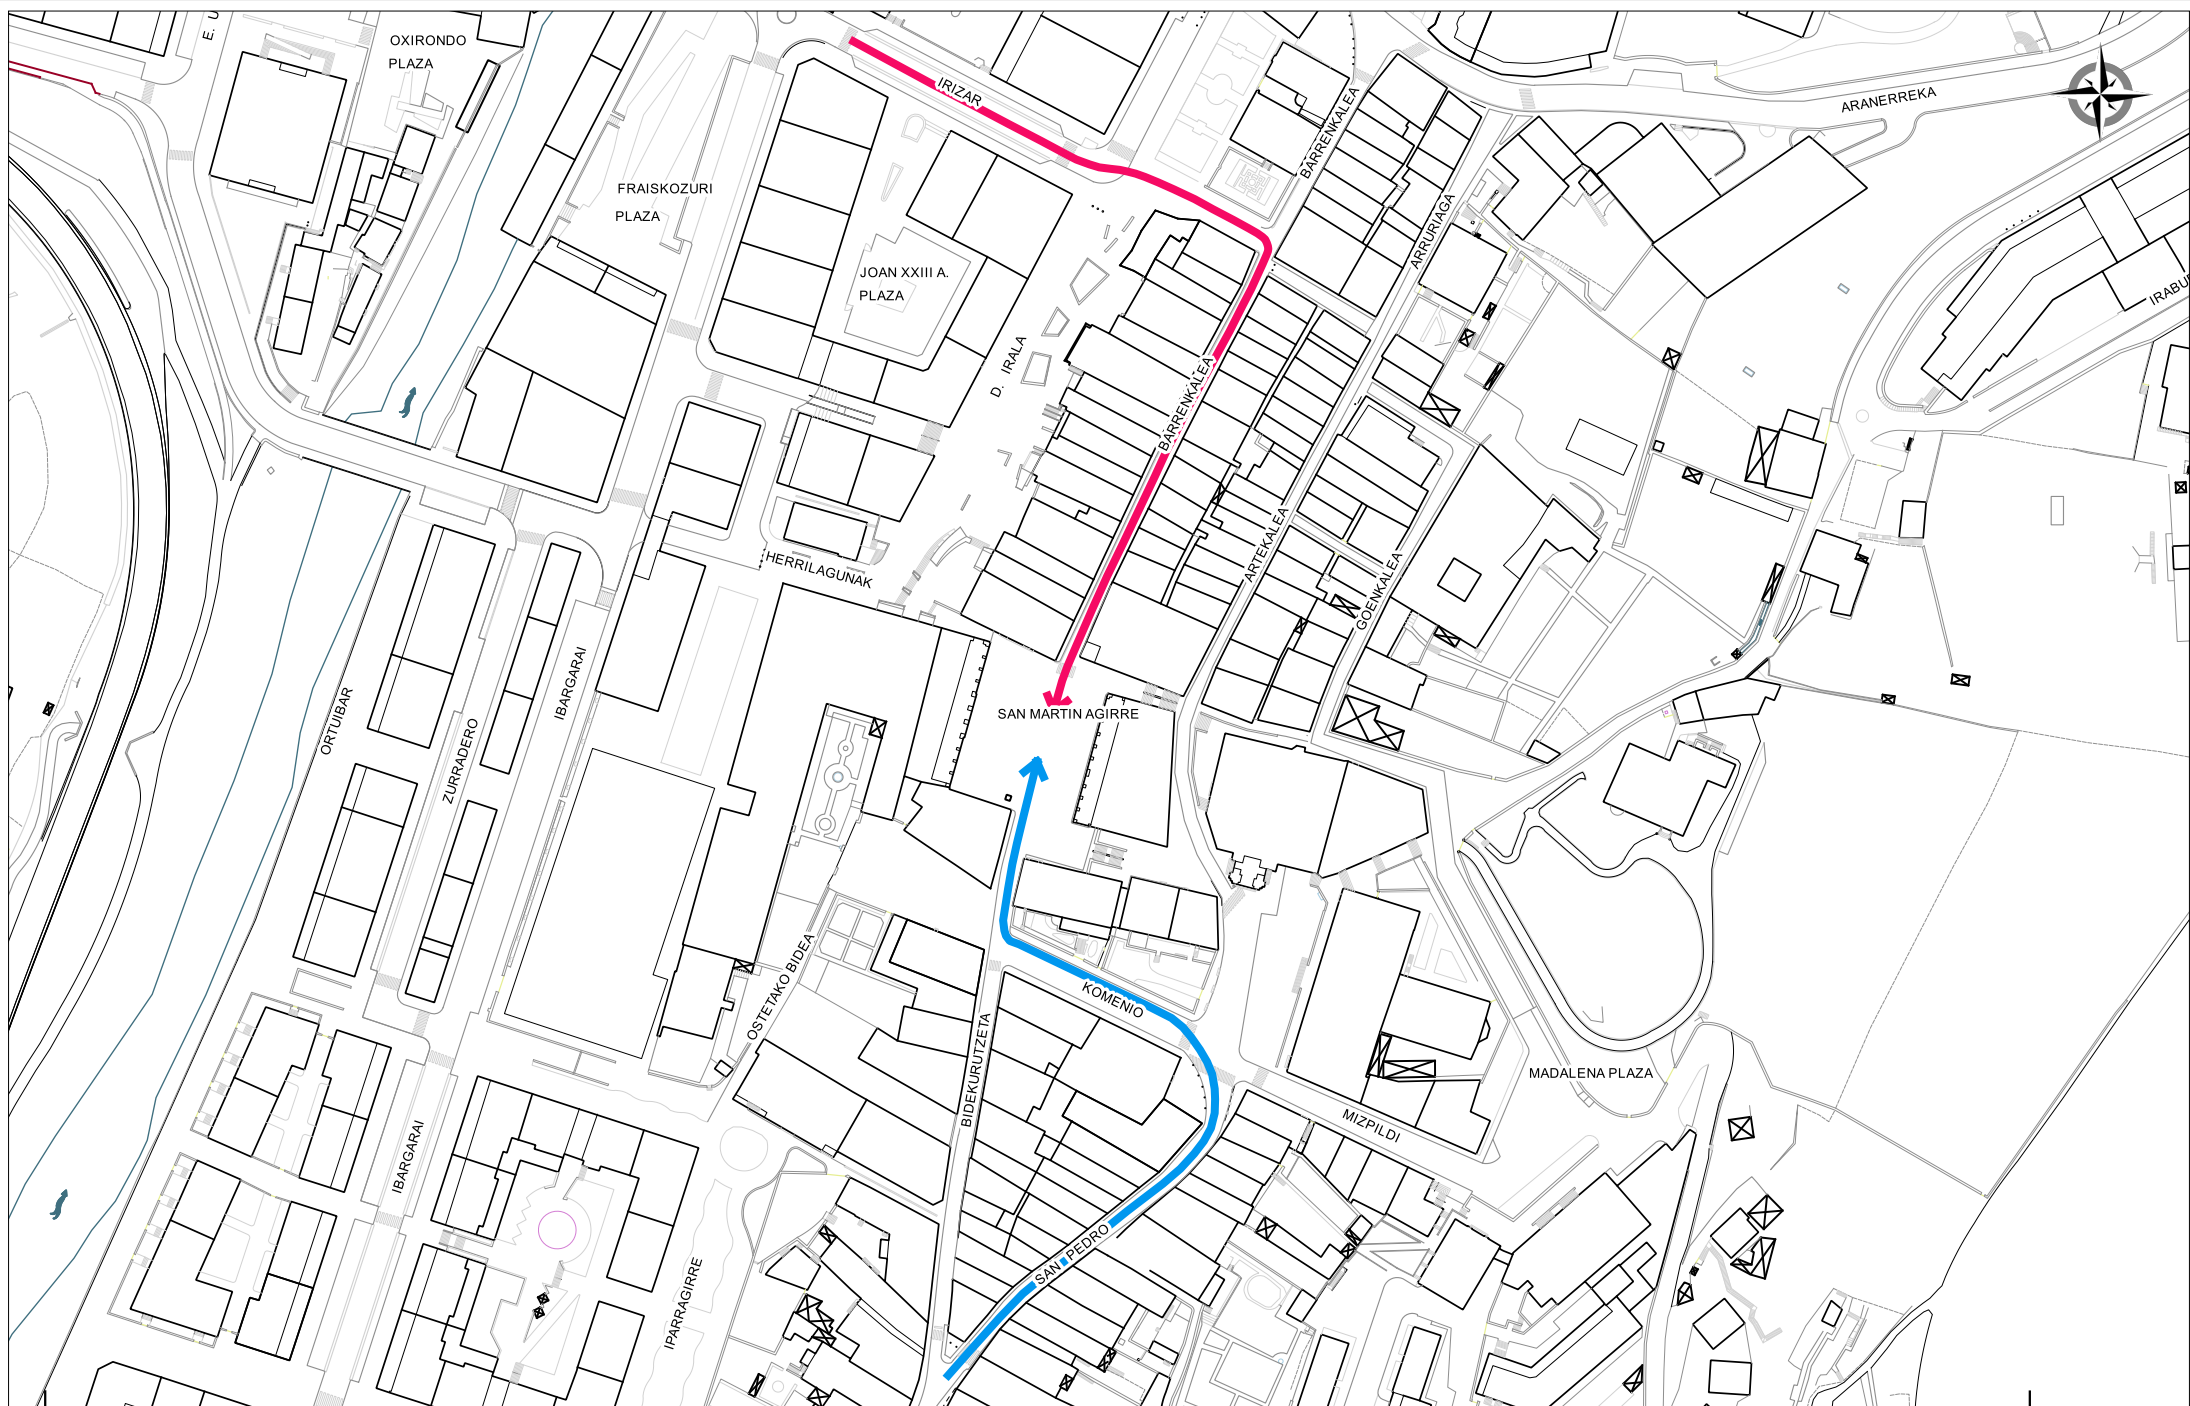 E. U
OXIRONDO
PLAZA
IRIZAR
BARRENKALEA
ARANERREKA
FRAISKOZURI
PLAZA
ARRURIAGA
JOAN XXIII A.
PLAZA
IRABU
D. IRALA
BARRENKALEA
HERRILAGUNAK
ARTEKALEA
GOENKALEA
ORTUIBAR
ZURRADERO
IBARGARAI
SAN MARTIN AGIRRE
OSTETAKO BIDEA
KOMENIO
BIDEKURUTZETA
MADALENA PLAZA
MIZPILDI
IBARGARAI
SAN PEDRO
IPARRAGIRRE